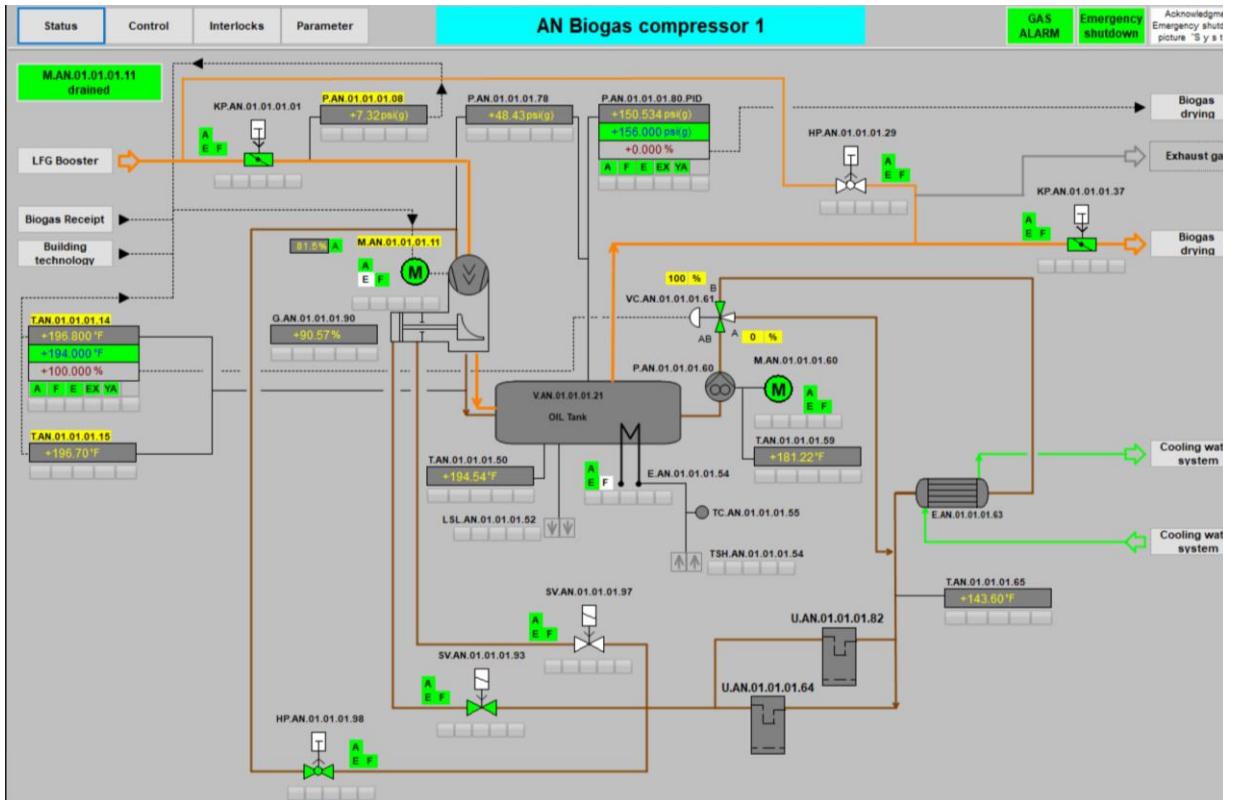 Status Control Interlocks Parameter
AN Biogas compressor 1
GAS
ALARM
Emergency
shutdown
Acknowledgme
Emergency shutd
picture "S y s t
M.AN.01.01.01.11
drained
KP.AN.01.01.01.01
A
E F
P.AN.01.01.01.08
+7.32psi(g)
P.AN.01.01.01.78
+48.43psi(g)
P.AN.01.01.01.80.PID
+150.534 psi(g)
+156.000 psi(g)
+0.000 %
A F E EX YA
Biogas
drying
HP.AN.01.01.01.29
A
E F
LFG Booster
Exhaust ga
KP.AN.01.01.01.37
A
E F
Biogas Receipt
Building
technology
Biogas
drying
81.5% A
M.AN.01.01.01.11
A
E F
M
100 %
B
VC.AN.01.01.01.61
A
AB
0 %
T.AN.01.01.01.14
+196.800 °F
+194.000 °F
+100.000 %
A F E EX YA
G.AN.01.01.01.90
+90.57%
P.AN.01.01.01.60
M.AN.01.01.01.60
M
A
E F
V.AN.01.01.01.21
OIL Tank
T.AN.01.01.01.15
+196.70°F
T.AN.01.01.01.59
+181.22°F
T.AN.01.01.01.50
+194.54°F
A
E F
E.AN.01.01.01.54
Cooling wat
system
E.AN.01.01.01.63
LSL.AN.01.01.01.52
TC.AN.01.01.01.55
TSH.AN.01.01.01.54
Cooling wat
system
T.AN.01.01.01.65
+143.60°F
SV.AN.01.01.01.97
A
E F
U.AN.01.01.01.82
SV.AN.01.01.01.93
A
E F
U.AN.01.01.01.64
HP.AN.01.01.01.98
A
E F